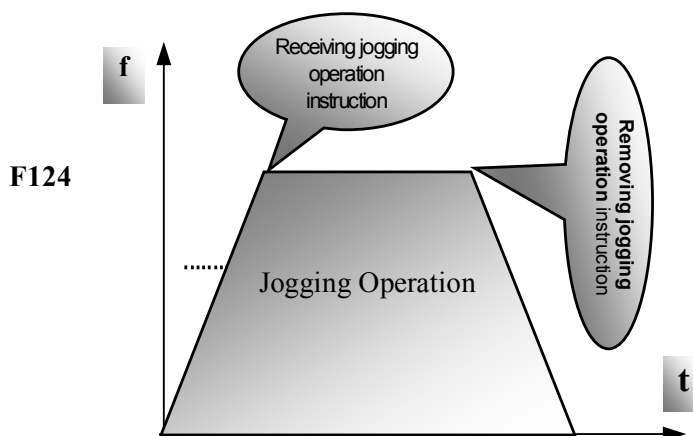 f
Receiving jogging
operation
instruction
Removing jogging
operation instruction
F124
Jogging Operation
t